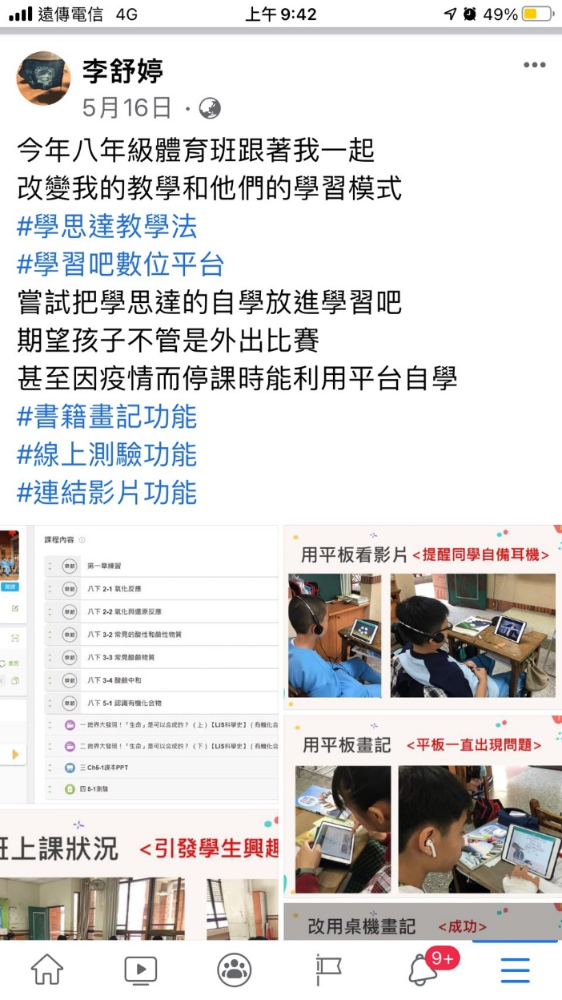 遠傳電信 4G
上午9:42
49%
李舒婷
5月16日
今年八年級體育班跟著我一起
改變我的教學和他們的學習模式
#學思達教學法
#學習吧數位平台
嘗試把學思達的自學放進學習吧
期望孩子不管是外出比賽
甚至因疫情而停課時能利用平台自學
#書籍畫記功能
#線上測驗功能
#連結影片功能
課程內容
章節 第一章練習
章節 八下 2-1 氧化反應
章節 八下 2-2 氧化與還原反應
章節 八下 3-2 常見的酸性和鹼性物質
章節 八下 3-3 常見酸鹼物質
章節 八下 3-4 酸鹼中和
章節 八下 5-1 認識有機化合物
一 跨界大發現！「生命」是可以合成的？（上）【LIS科學史】（有機化合
二 跨界大發現！「生命」是可以合成的？（下）【LIS科學史】（有機化合
三 Ch5-1課本PPT
四 5-1測驗
班上課狀況 <引發學生興趣
用平板看影片 <提醒同學自備耳機>
用平板畫記 <平板一直出現問題>
改用桌機畫記 <成功>
9+